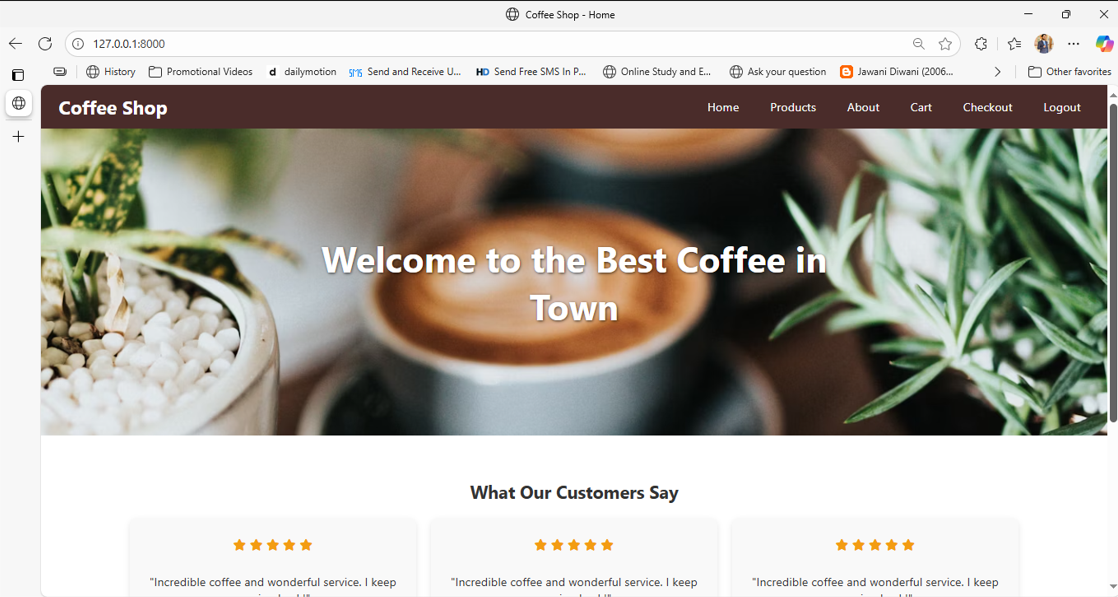 Coffee Shop - Home
127.0.0.1:8000
History Promotional Videos d dailymotion Send and Receive U... HD Send Free SMS In P... Online Study and E... Ask your question Jawani Diwani (2006... Other favorites
Coffee Shop Home Products About Cart Checkout Logout
Welcome to the Best Coffee in
Town
What Our Customers Say
"Incredible coffee and wonderful service. I keep "Incredible coffee and wonderful service. I keep "Incredible coffee and wonderful service. I keep